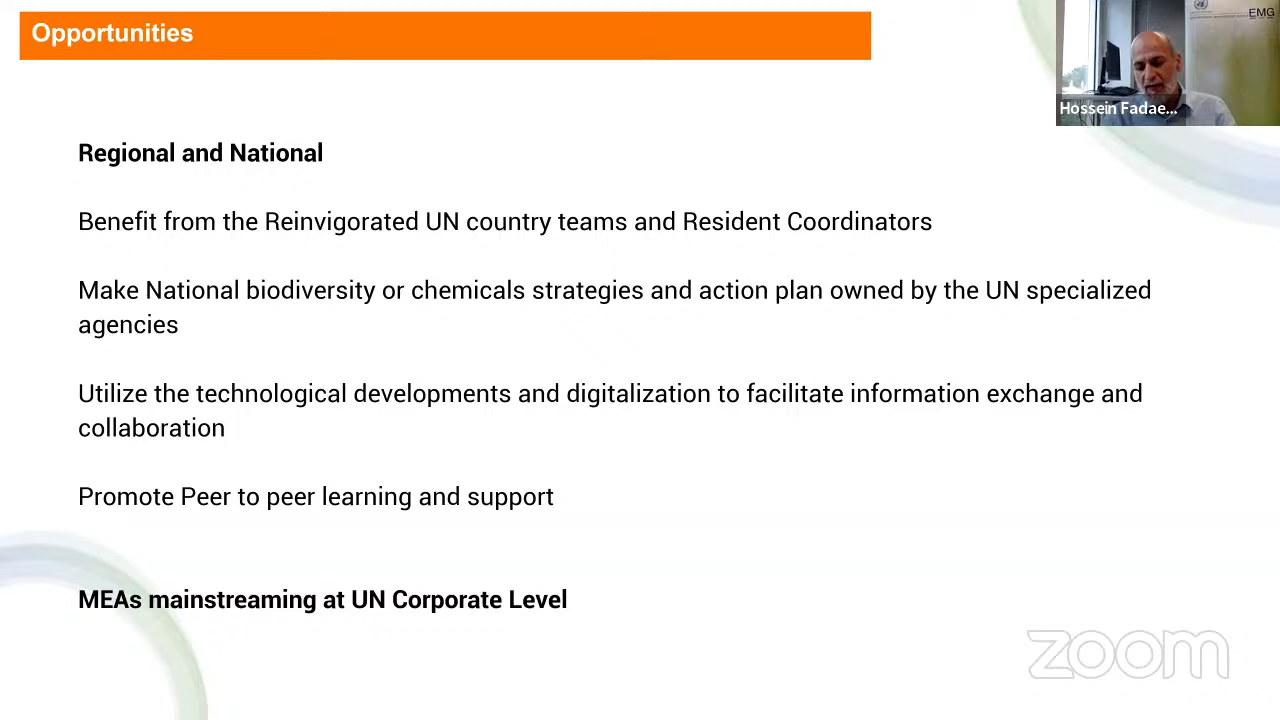 Opportunities
EMG
Hossein Fadae...
Regional and National
Benefit from the Reinvigorated UN country teams and Resident Coordinators
Make National biodiversity or chemicals strategies and action plan owned by the UN specialized
agencies
Utilize the technological developments and digitalization to facilitate information exchange and
collaboration
Promote Peer to peer learning and support
MEAs mainstreaming at UN Corporate Level
zoom